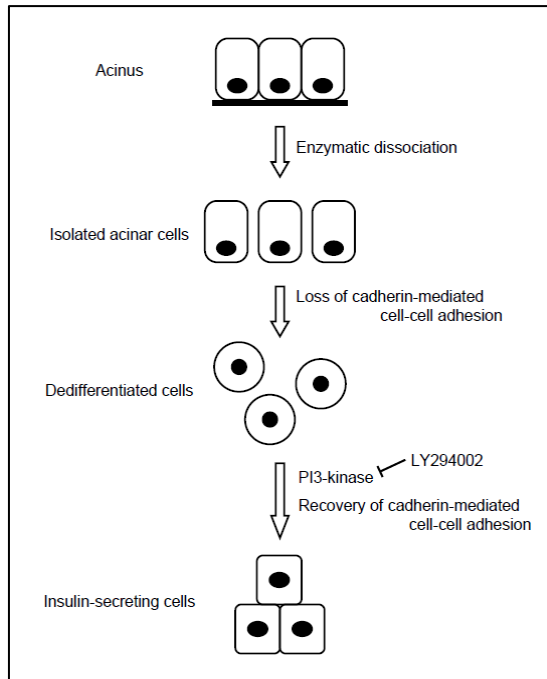 Acinus
Enzymatic dissociation
Isolated acinar cells
Loss of cadherin-mediated
cell-cell adhesion
Dedifferentiated cells
LY294002
PI3-kinase
Recovery of cadherin-mediated
cell-cell adhesion
Insulin-secreting cells